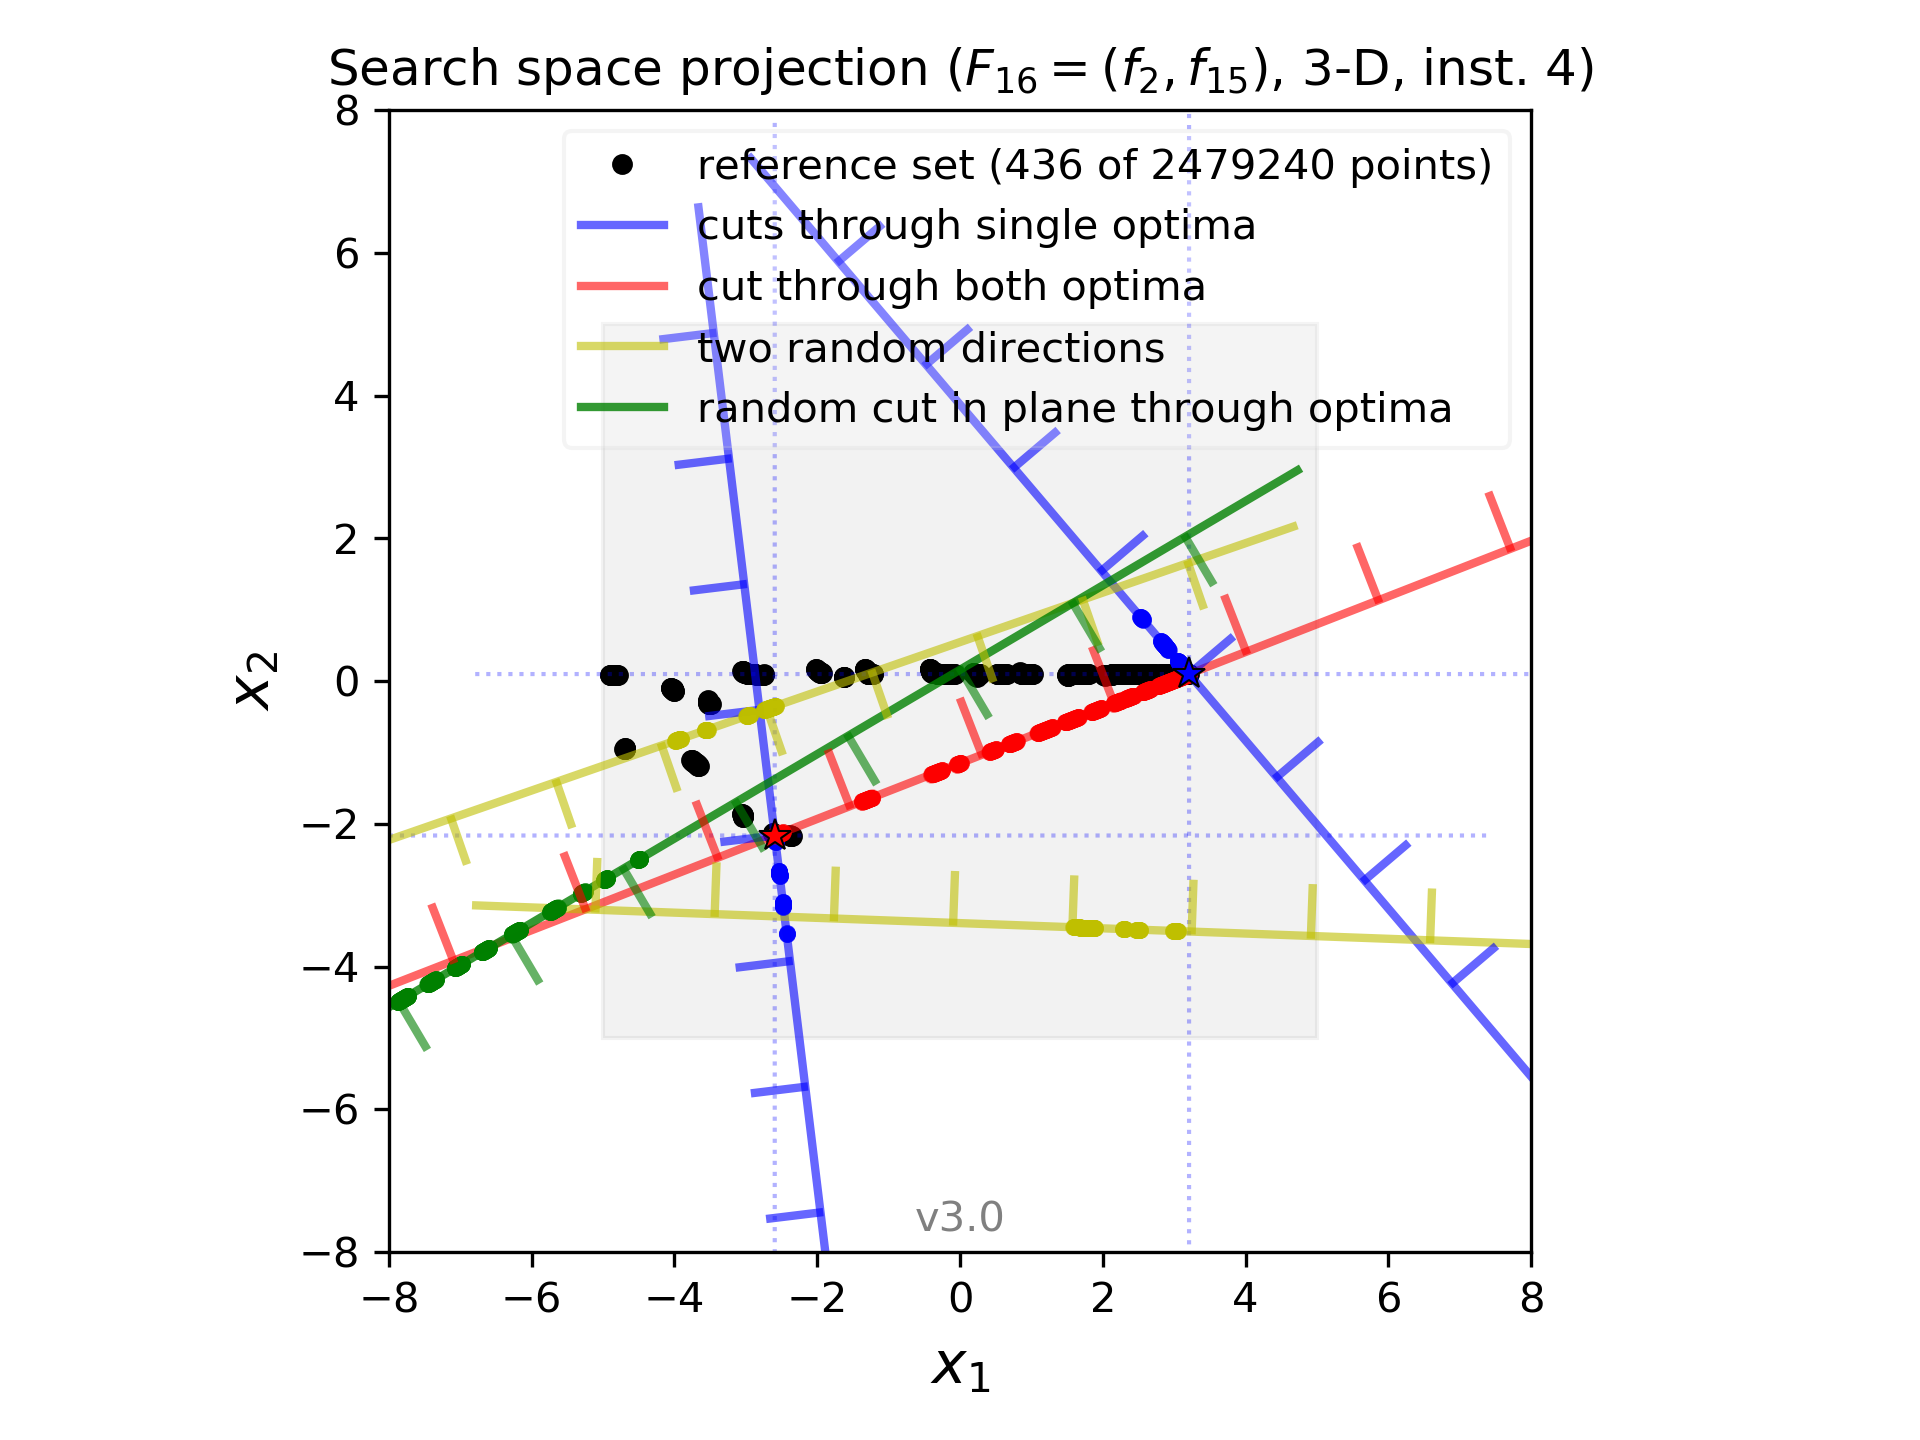 Search space projection (F16 = (f2, f15), 3-D, inst. 4)
reference set (436 of 2479240 points)
cuts through single optima
cut through both optima
two random directions
random cut in plane through optima
8
6
4
2
0
−2
−4
−6
−8
x2
v3.0
−8 −6 −4 −2 0 2 4 6 8
x1